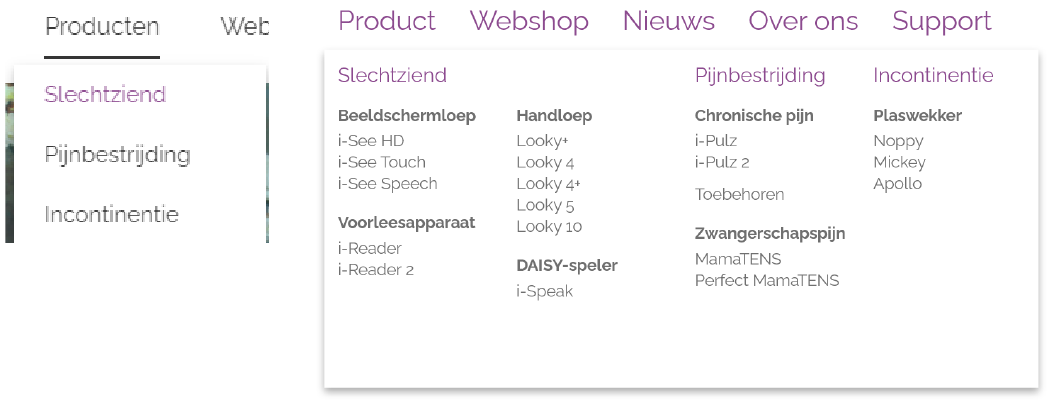 Producten Web
Slechtziend
Pijnbestrijding
Incontinentie
Product Webshop Nieuws Over ons Support
Slechtziend
Beeldschermloep
i-See HD
i-See Touch
i-See Speech
Voorleesapparaat
i-Reader
i-Reader 2
Handloep
Looky+
Looky 4
Looky 4+
Looky 5
Looky 10
DAISY-speler
i-Speak
Pijnbestrijding
Chronische pijn
i-Pulz
i-Pulz 2
Toebehoren
Zwangerschapspijn
MamaTENS
Perfect MamaTENS
Incontinentie
Plaswekker
Noppy
Mickey
Apollo